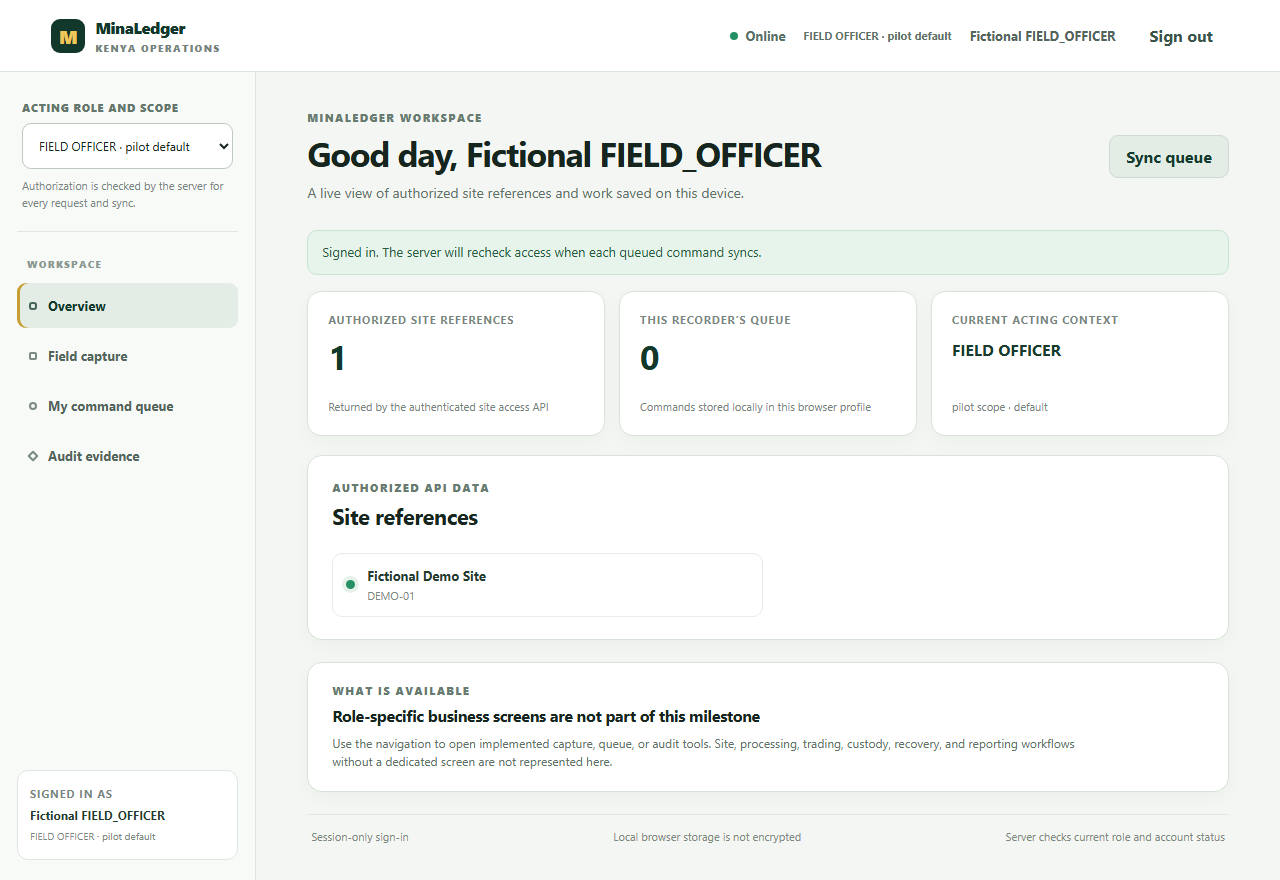 M
MinaLedger
KENYA OPERATIONS
Online
FIELD OFFICER · pilot default
Fictional FIELD_OFFICER
Sign out
ACTING ROLE AND SCOPE
FIELD OFFICER · pilot default
Authorization is checked by the server for
every request and sync.
WORKSPACE
Overview
Field capture
My command queue
Audit evidence
SIGNED IN AS
Fictional FIELD_OFFICER
FIELD OFFICER · pilot default
MINALEDGER WORKSPACE
Good day, Fictional FIELD_OFFICER
A live view of authorized site references and work saved on this device.
Sync queue
Signed in. The server will recheck access when each queued command syncs.
AUTHORIZED SITE REFERENCES
1
Returned by the authenticated site access API
THIS RECORDER’S QUEUE
0
Commands stored locally in this browser profile
CURRENT ACTING CONTEXT
FIELD OFFICER
pilot scope · default
AUTHORIZED API DATA
Site references
Fictional Demo Site
DEMO-01
WHAT IS AVAILABLE
Role-specific business screens are not part of this milestone
Use the navigation to open implemented capture, queue, or audit tools. Site, processing, trading, custody, recovery, and reporting workflows
without a dedicated screen are not represented here.
Session-only sign-in
Local browser storage is not encrypted
Server checks current role and account status